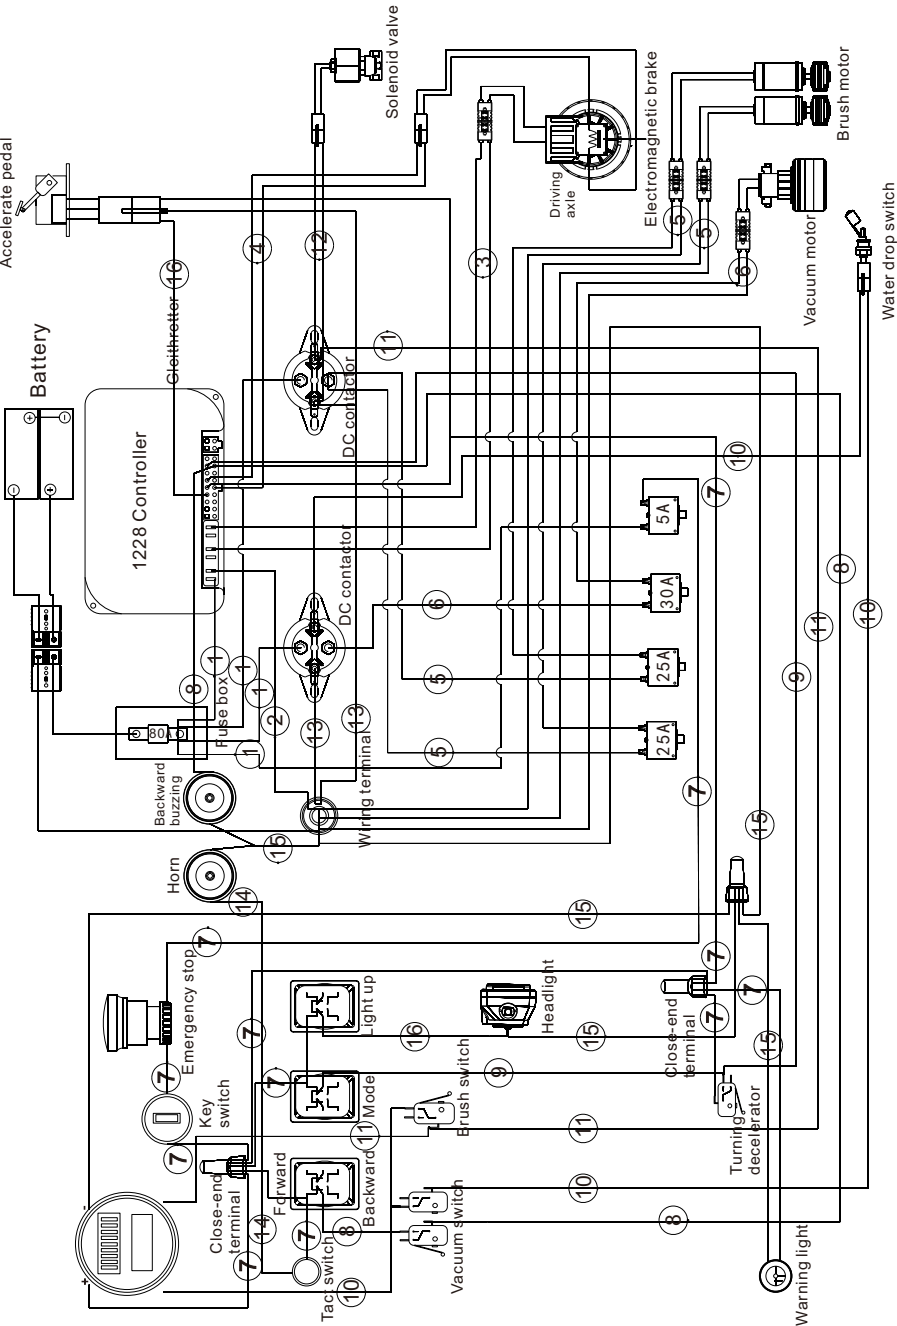 Accelerate pedal
Solenoid valve
Driving
axle
Electromagnetic brake
Brush motor
Vacuum motor
Water drop switch
Battery
+
−
−
+
1228 Controller
Gleithrotter
DC contactor
DC contactor
16
4
12
3
5
5
6
11
10
7
5A
30A
25A
25A
8
11
10
9
6
5
5
1
1
1
1
2
8
13
13
Fuse box
80A
Wiring terminal
Backward
buzzing
Horn
15
14
7
15
15
7
Emergency stop
Light up
Headlight
Close-end
terminal
7
7
7
15
15
16
7
7
Key
switch
7
7
Mode
Brush switch
9
11
11
Turning
decelerator
Close-end
terminal
Forward
Backward
14
7
7
8
10
10
8
Tact switch
Vacuum switch
Warning light
+
-